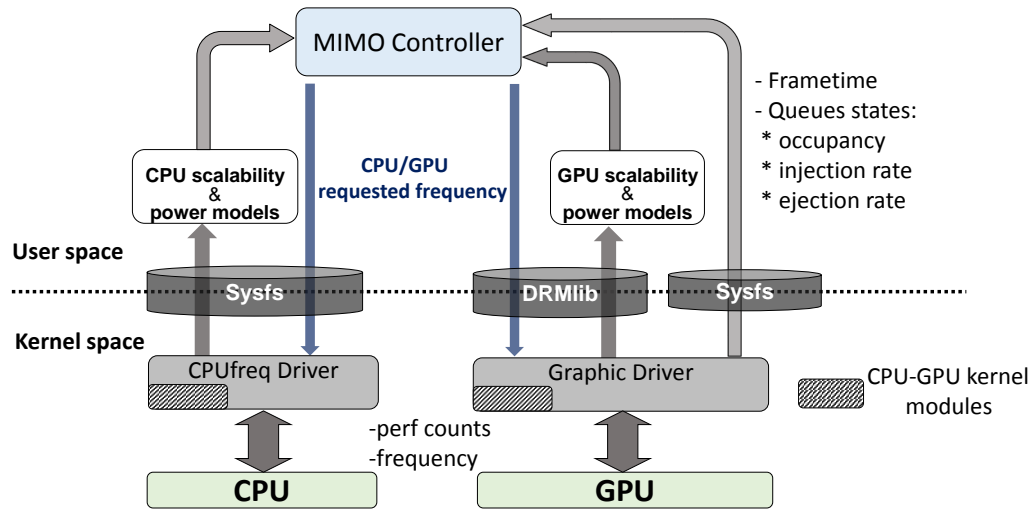 MIMO Controller
- Frametime
- Queues states:
* occupancy
* injection rate
* ejection rate
CPU scalability
&
power models
CPU/GPU
requested frequency
GPU scalability
&
power models
User space
Sysfs
DRMlib
Sysfs
Kernel space
CPUfreq Driver
Graphic Driver
CPU-GPU kernel
modules
-perf counts
-frequency
CPU
GPU